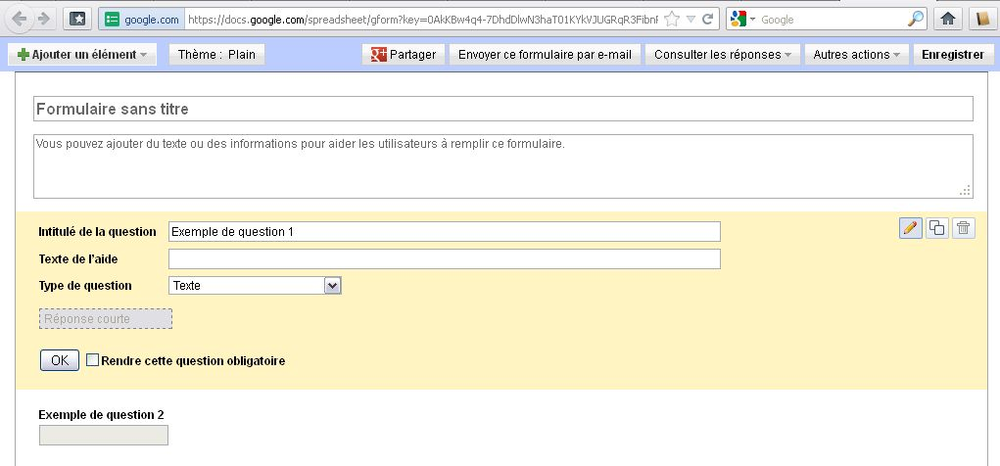 google.com https://docs.google.com/spreadsheet/gform?key=0AkKBw4q4-7DhdDlwN3haT01KYkVJUGRqR3FibnF Google
Ajouter un élément Thème : Plain Partager Envoyer ce formulaire par e-mail Consulter les réponses Autres actions Enregistrer
Formulaire sans titre
Vous pouvez ajouter du texte ou des informations pour aider les utilisateurs à remplir ce formulaire.
Intitulé de la question Exemple de question 1
Texte de l'aide
Type de question Texte
Réponse courte
OK Rendre cette question obligatoire
Exemple de question 2